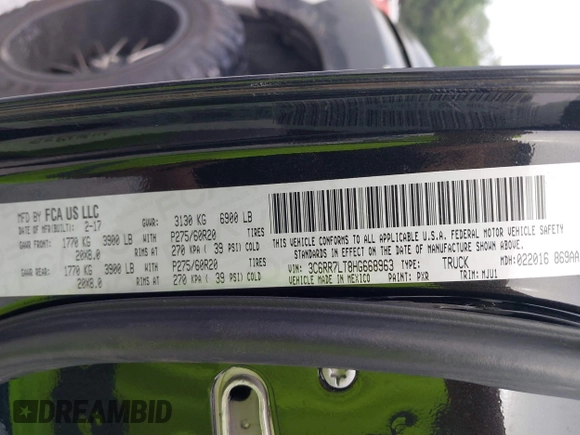 MFD BY FCA US LLC
DATE OF MFR(BUILT): 2-17 GVWR: 3130 KG 6900 LB
GAWR FRONT: 1770 KG 3900 LB WITH P275/60R20 TIRES
20X8.0 RIMS AT 270 KPA ( 39 PSI) COLD
GAWR REAR: 1770 KG 3900 LB WITH P275/60R20 TIRES
20X8.0 RIMS AT 270 KPA ( 39 PSI) COLD
THIS VEHICLE CONFORMS TO ALL APPLICABLE U.S.A. FEDERAL MOTOR VEHICLE SAFETY
STANDARDS IN EFFECT ON THE DATE OF MANUFACTURE SHOWN ABOVE.
VIN: 3C6RR7LT8HG668963 TYPE: TRUCK MDH: 022016 869AA
VEHICLE MADE IN MEXICO PAINT: PXR TRIM: MJU1
DREAMBID